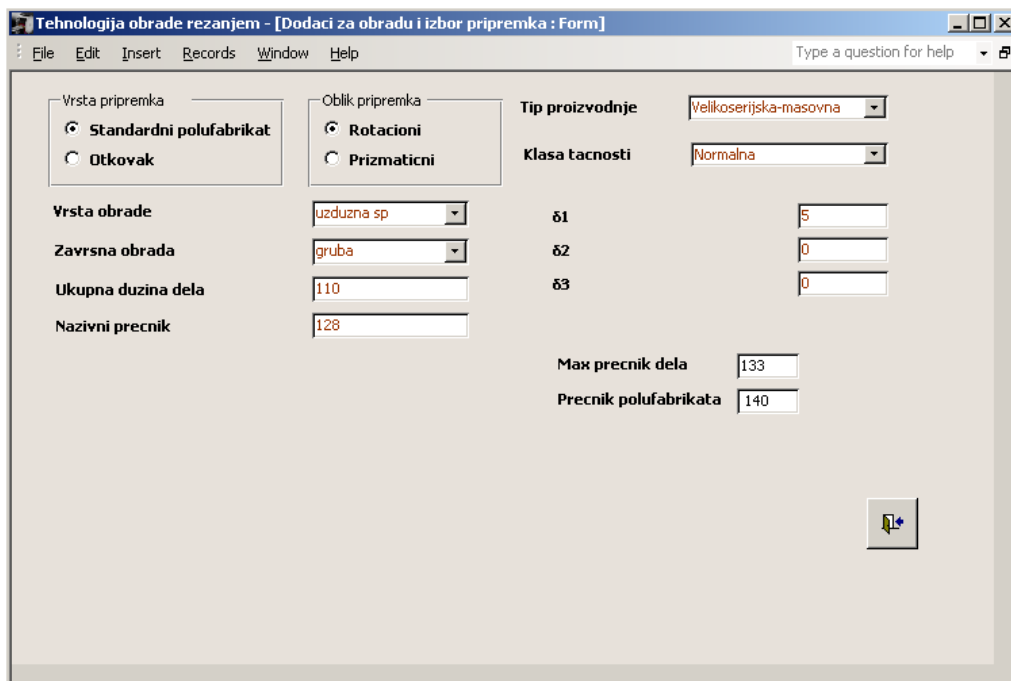 Tehnologija obrade rezanjem - [Dodaci za obradu i izbor pripremka : Form]
File Edit Insert Records Window Help Type a question for help
Vrsta pripremka
Standardni polufabrikat
Otkovak
Oblik pripremka
Rotacioni
Prizmaticni
Tip proizvodnje Velikoserijska-masovna
Klasa tacnosti Normalna
Vrsta obrade uzduzna sp
Zavrsna obrada gruba
Ukupna duzina dela 110
Nazivni precnik 128
δ1 5
δ2 0
δ3 0
Max precnik dela 133
Precnik polufabrikata 140